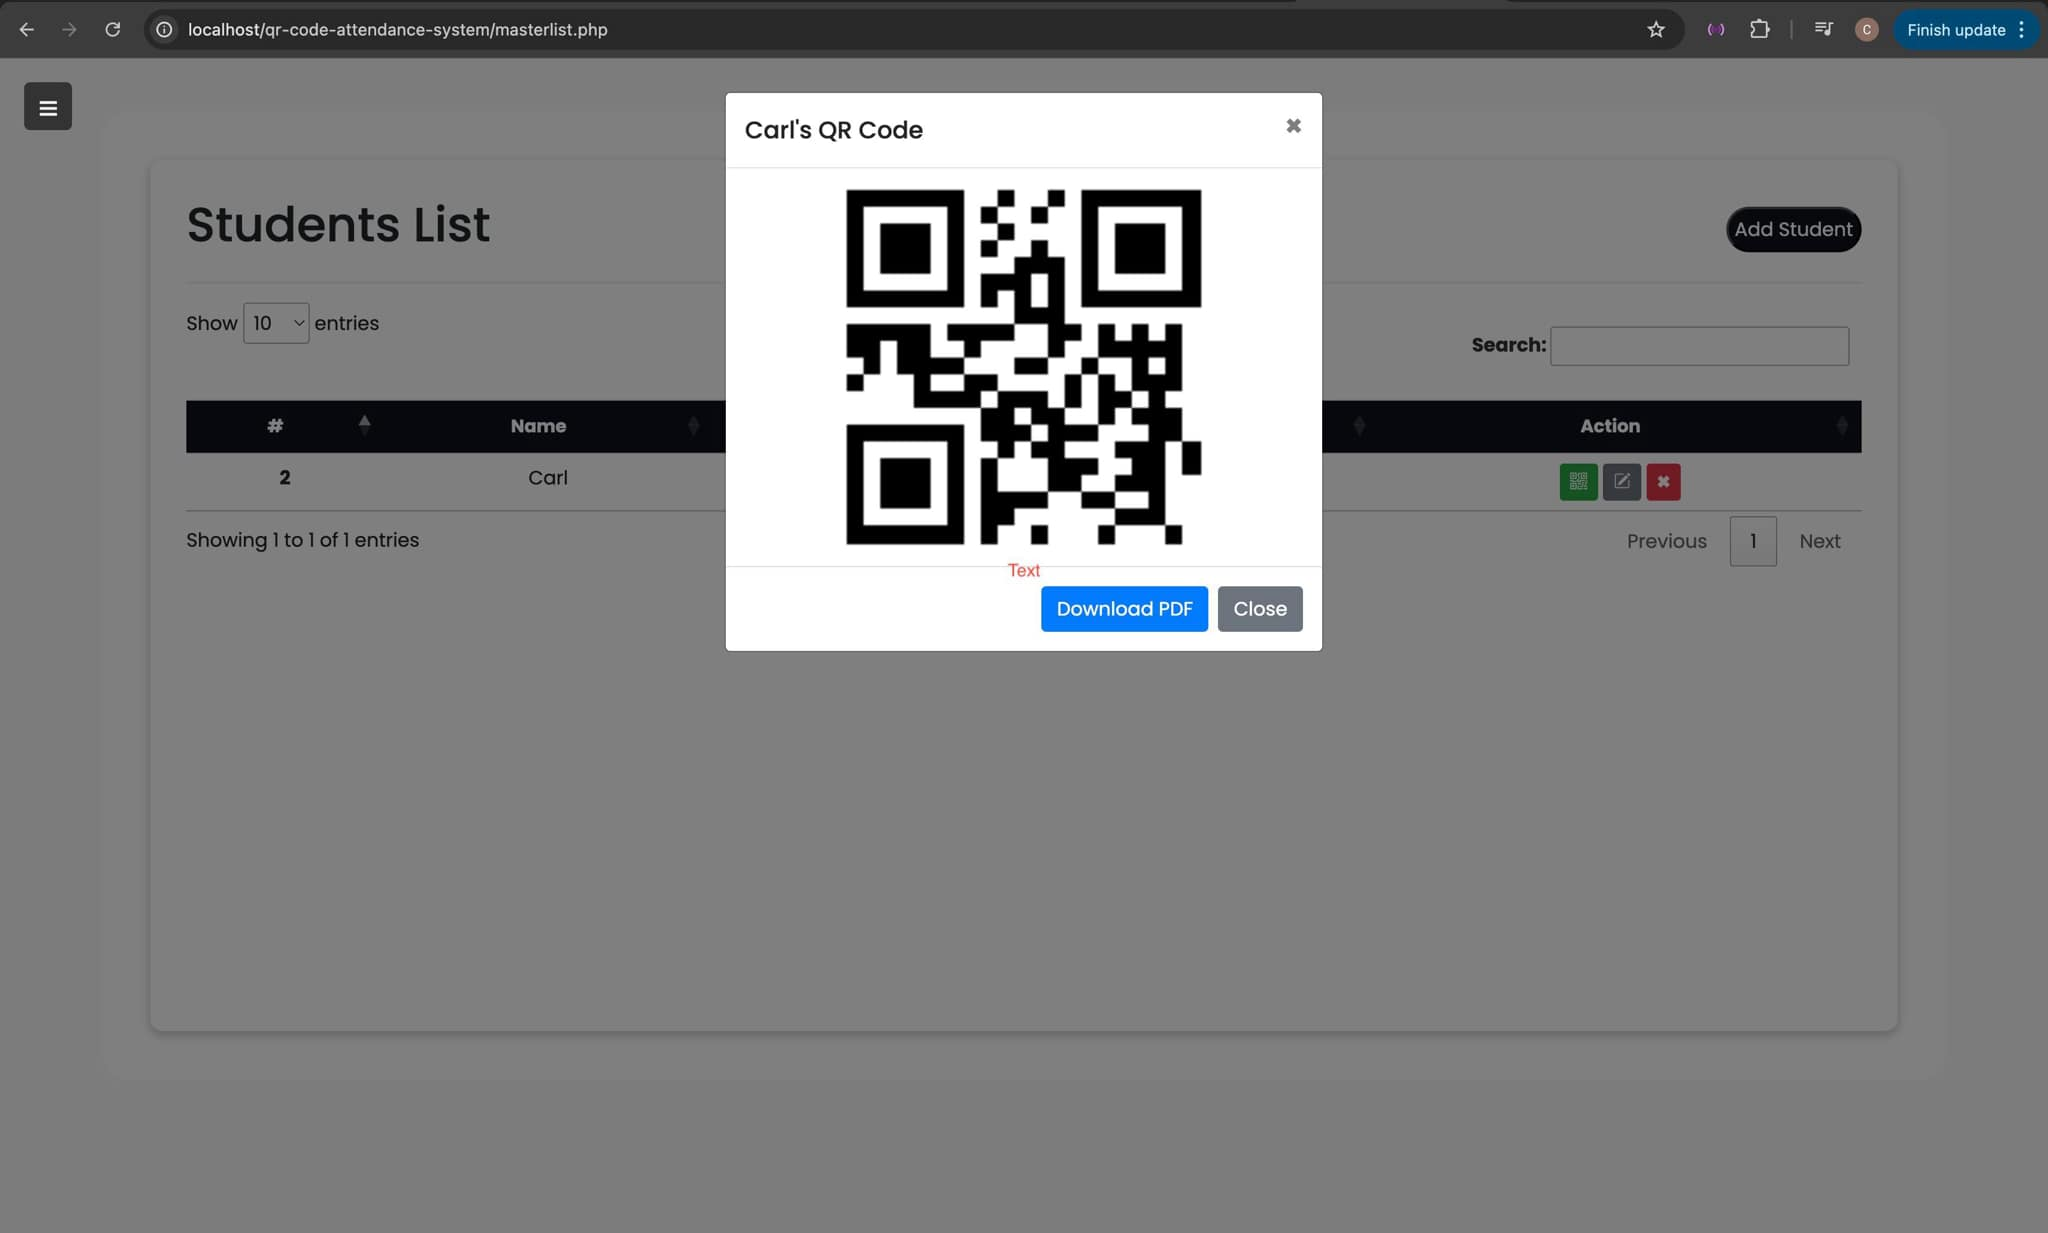 localhost/qr-code-attendance-system/masterlist.php
C
Finish update
Carl's QR Code
Students List
Add Student
Show 10 entries
Search:
# Name Action
2 Carl
Showing 1 to 1 of 1 entries
Previous 1 Next
Text
Download PDF Close